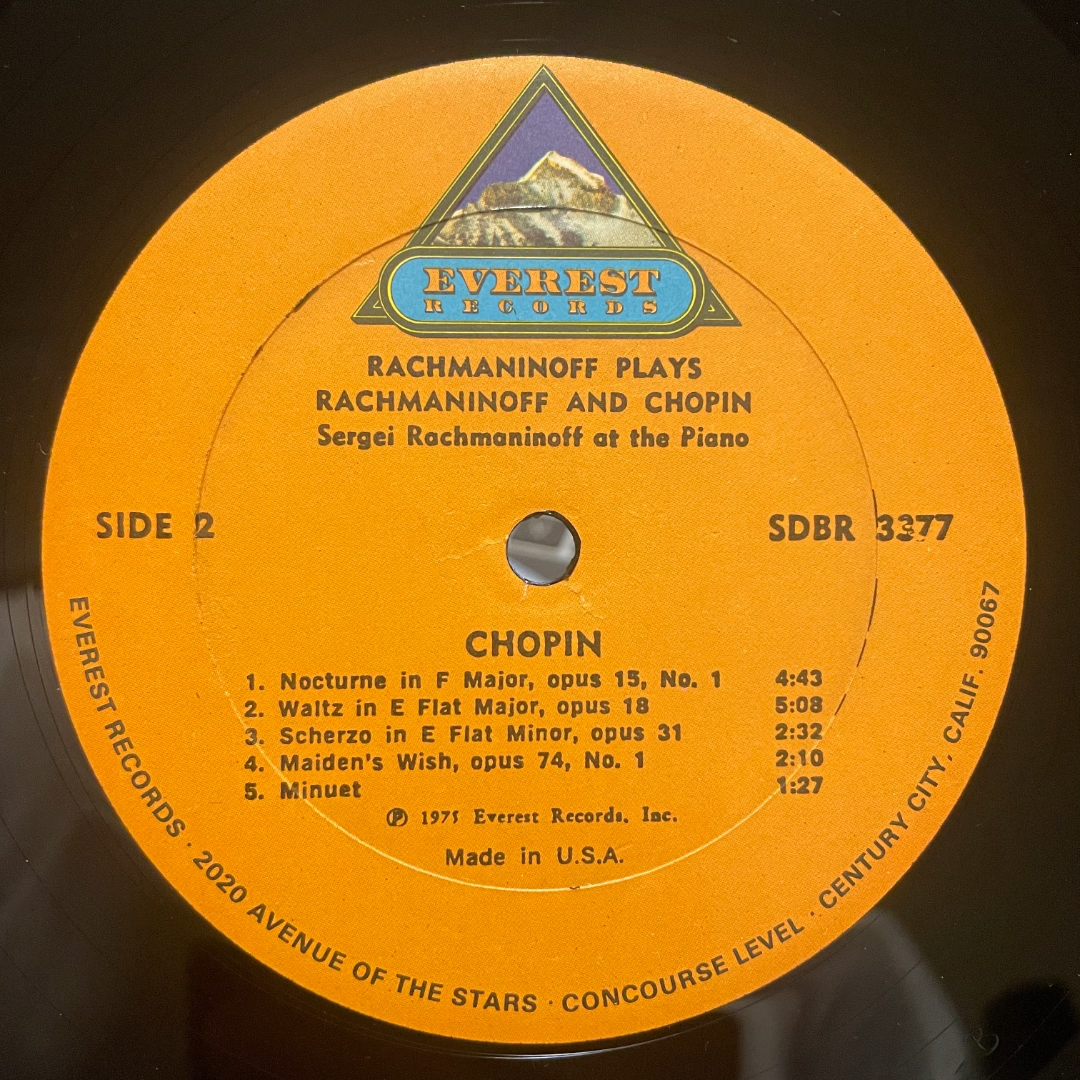 EVEREST
RECORDS
RACHMANINOFF PLAYS
RACHMANINOFF AND CHOPIN
Sergei Rachmaninoff at the Piano
SIDE 2
SDBR 3377
CHOPIN
1. Nocturne in F Major, opus 15, No. 1 4:43
2. Waltz in E Flat Major, opus 18 5:08
3. Scherzo in E Flat Minor, opus 31 2:32
4. Maiden's Wish, opus 74, No. 1 2:10
5. Minuet 1:27
℗ 1975 Everest Records, Inc.
Made in U.S.A.
EVEREST RECORDS · 2020 AVENUE OF THE STARS · CONCOURSE LEVEL · CENTURY CITY, CALIF. 90067